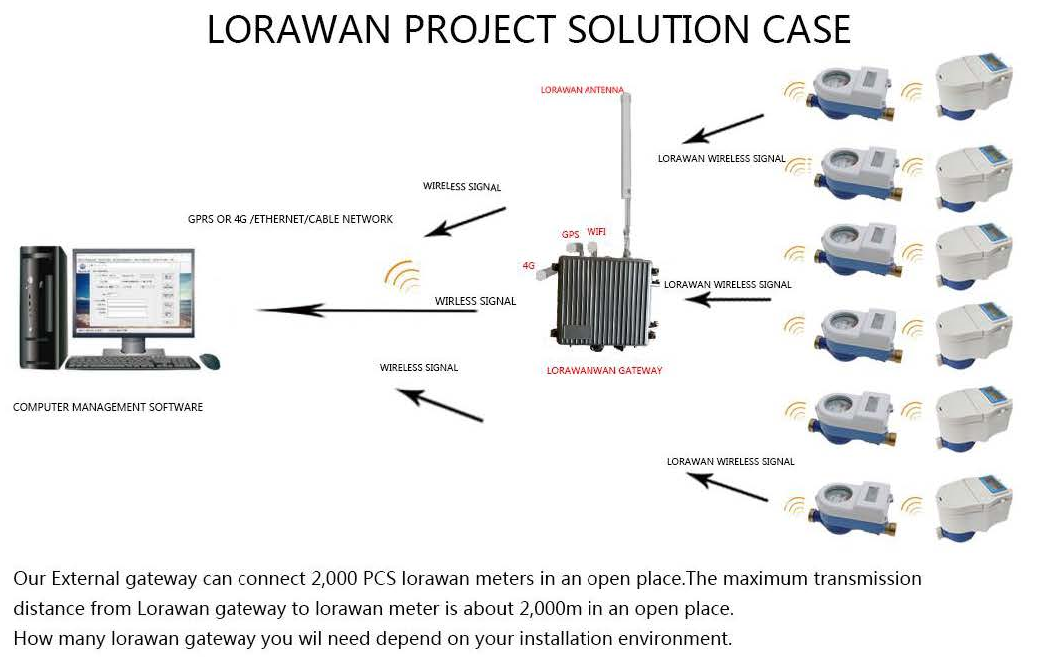 LORAWAN PROJECT SOLUTION CASE
LORAWAN ANTENNA
LORAWAN WIRELESS SIGNAL
WIRELESS SIGNAL
GPRS OR 4G /ETHERNET/CABLE NETWORK
GPS
WIFI
4G
LORAWAN WIRELESS SIGNAL
WIRLESS SIGNAL
WIRELESS SIGNAL
LORAWANWAN GATEWAY
COMPUTER MANAGEMENT SOFTWARE
LORAWAN WIRELESS SIGNAL
Our External gateway can connect 2,000 PCS lorawan meters in an open place.The maximum transmission
distance from Lorawan gateway to lorawan meter is about 2,000m in an open place.
How many lorawan gateway you wil need depend on your installation environment.